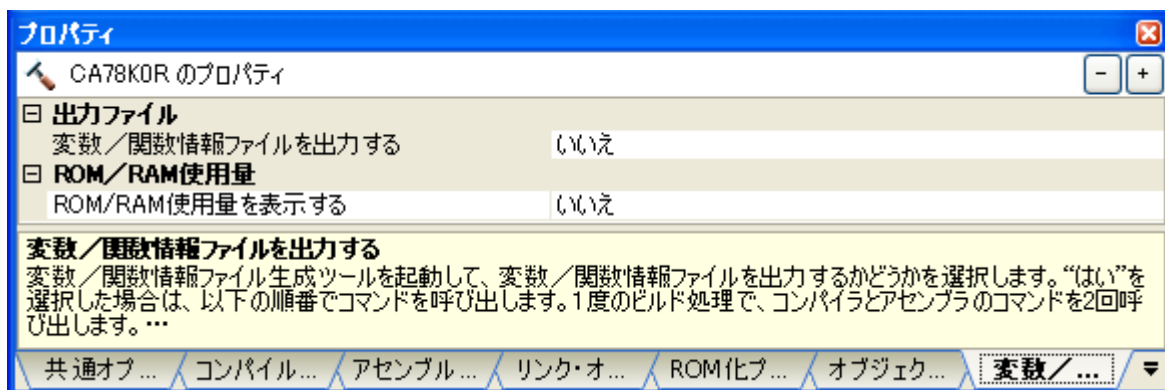 プロパティ
CA78K0R のプロパティ
出力ファイル
変数／関数情報ファイルを出力する いいえ
ROM／RAM使用量
ROM/RAM使用量を表示する いいえ
変数／関数情報ファイルを出力する
変数／関数情報ファイル生成ツールを起動して、変数／関数情報ファイルを出力するかどうかを選択します。“はい”を
選択した場合は、以下の順番でコマンドを呼び出します。1度のビルド処理で、コンパイラとアセンブラのコマンドを2回呼
び出します。…
共通オプ... コンパイル... アセンブル... リンク・オ... ROM化プ... オブジェク... 変数／...